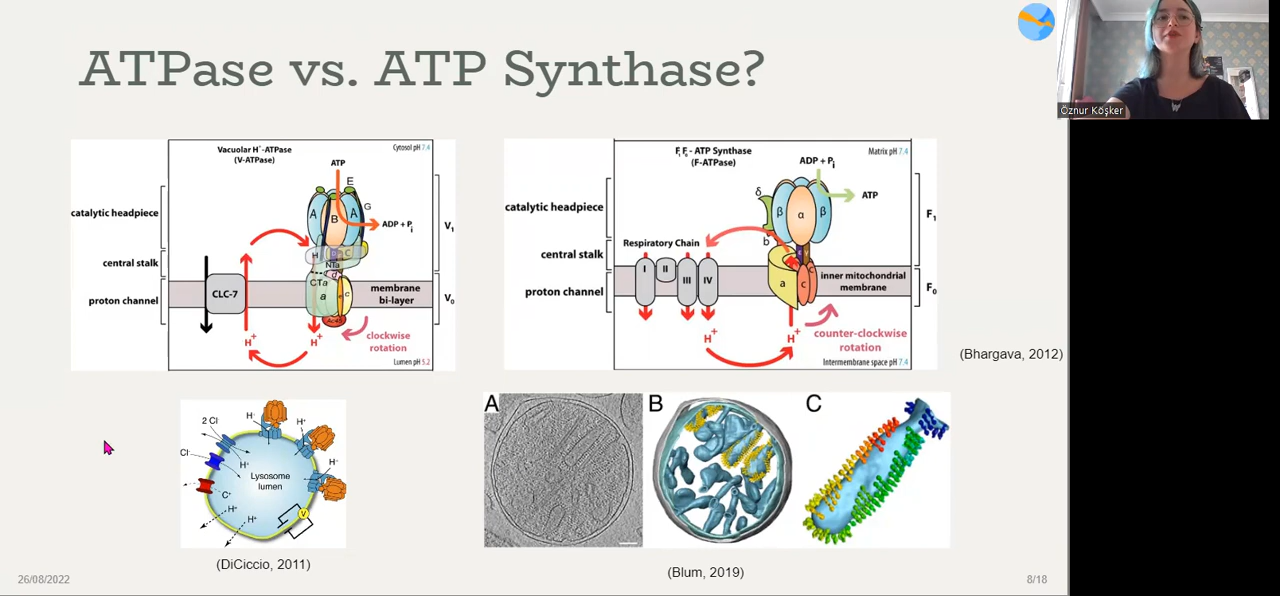 ATPase vs. ATP Synthase?
Öznur Köşker
Vacuolar H⁺-ATPase
(V-ATPase)
Cytosol pH 7.4
ATP
E
G
A
B
A
ADP + Pi
catalytic headpiece
V₁
H
D
C
NTa
d
central stalk
CTa
a
c
CLC-7
proton channel
membrane
bi-layer
V₀
Ac45
H⁺
H⁺
clockwise
rotation
Lumen pH 5.2
F₁F₀- ATP Synthase
(F-ATPase)
ADP + Pi
Matrix pH 7.4
ATP
δ
β
α
β
catalytic headpiece
F₁
b
Respiratory Chain
central stalk
I
II
III
IV
a
c
inner mitochondrial
membrane
proton channel
F₀
H⁺
H⁺
counter-clockwise
rotation
Intermembrane space pH 7.4
(Bhargava, 2012)
2 Cl
H⁺
H⁺
Cl
H⁺
H⁺
Lysosome
lumen
C⁺
H⁺
H⁺
V
(DiCiccio, 2011)
A
B
C
(Blum, 2019)
26/08/2022
8/18